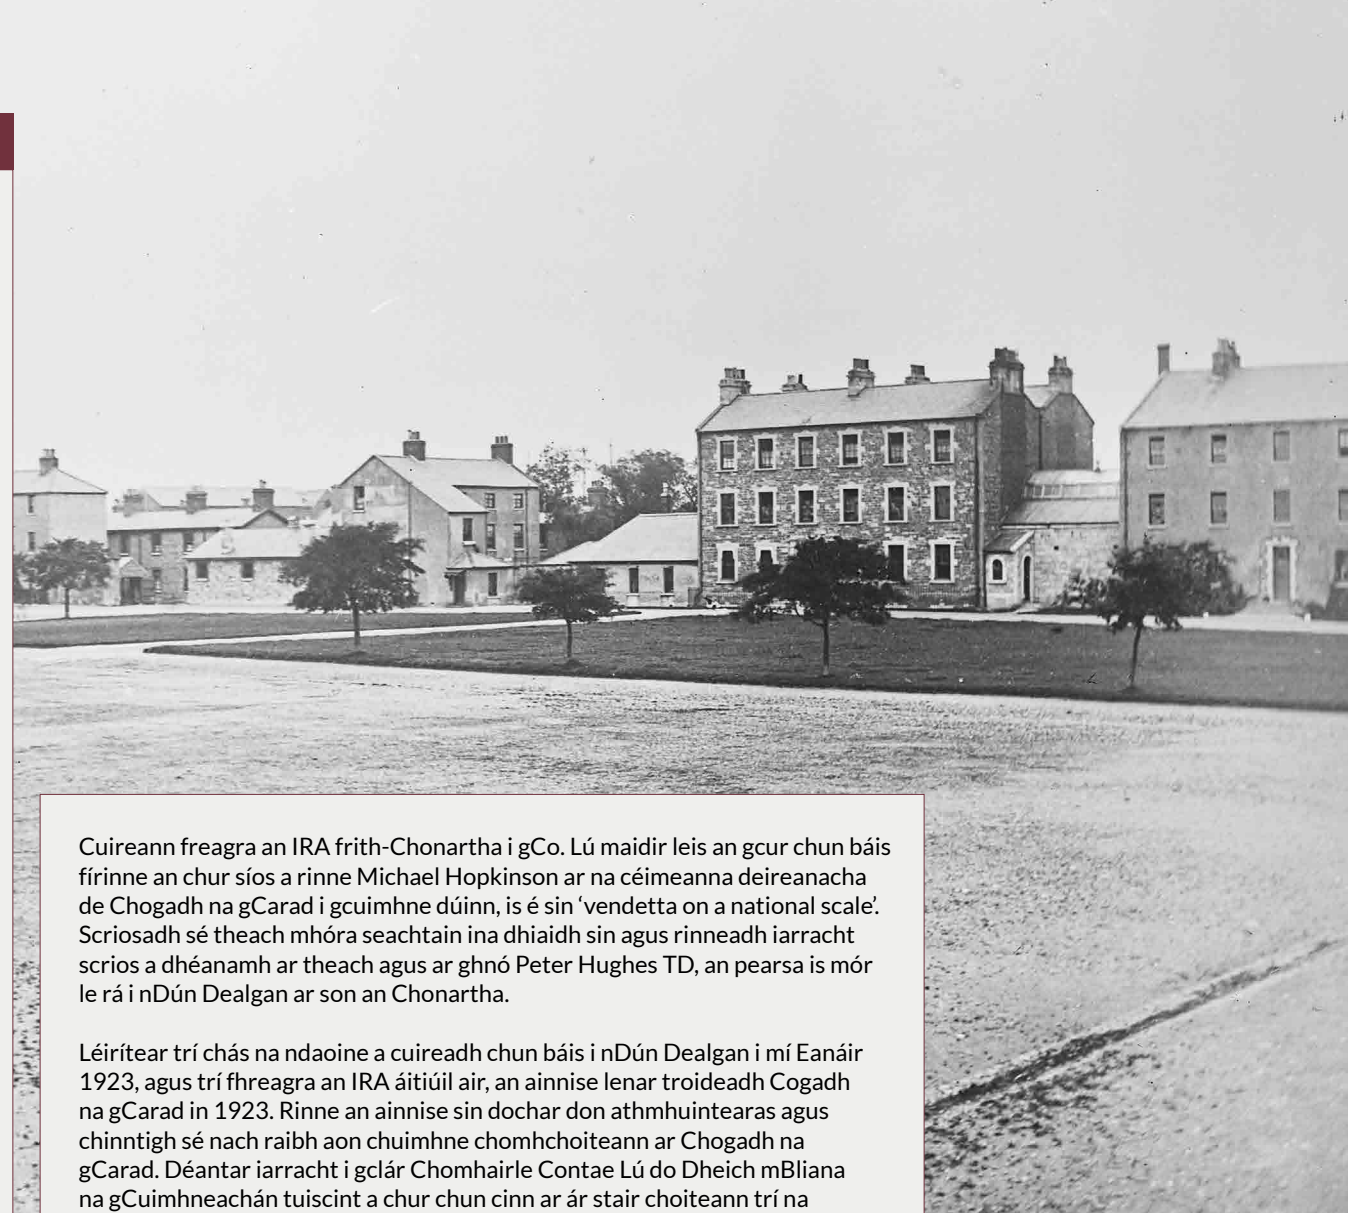 Cuireann freagra an IRA frith-Chonartha i gCo. Lú maidir leis an gcur chun báis
fírinne an chur síos a rinne Michael Hopkinson ar na céimeanna deireanacha
de Chogadh na gCarad i gcuimhne dúinn, is é sin ‘vendetta on a national scale’.
Scriosadh sé theach mhóra seachtain ina dhiaidh sin agus rinneadh iarracht
scrios a dhéanamh ar theach agus ar ghnó Peter Hughes TD, an pearsa is mór
le rá i nDún Dealgan ar son an Chonartha.
Léirítear trí chás na ndaoine a cuireadh chun báis i nDún Dealgan i mí Eanáir
1923, agus trí fhreagra an IRA áitiúil air, an ainnise lenar troideadh Cogadh
na gCarad in 1923. Rinne an ainnise sin dochar don athmhuintearas agus
chinntigh sé nach raibh aon chuimhne chomhchoiteann ar Chogadh na
gCarad. Déantar iarracht i gclár Chomhairle Contae Lú do Dheich mBliana
na gCuimhneachán tuiscint a chur chun cinn ar ár stair choiteann trí na